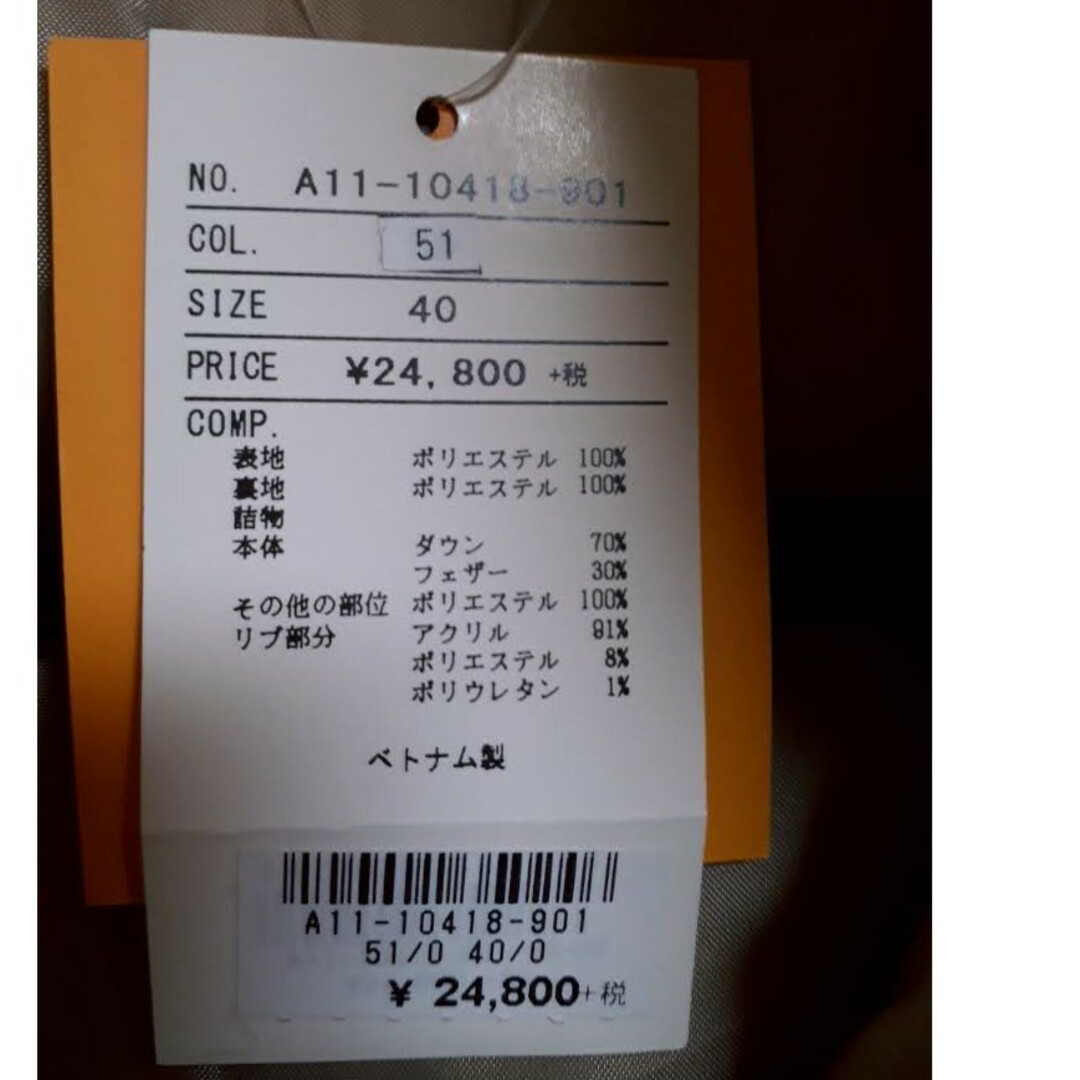 NO. A11-10418-901
COL. 51
SIZE 40
PRICE ¥24,800 +税
COMP.
表地 ポリエステル 100%
裏地 ポリエステル 100%
詰物
本体 ダウン 70%
フェザー 30%
その他の部位 ポリエステル 100%
リブ部分 アクリル 91%
ポリエステル 8%
ポリウレタン 1%
ベトナム製
A11-10418-901
51/0 40/0
¥ 24,800+税